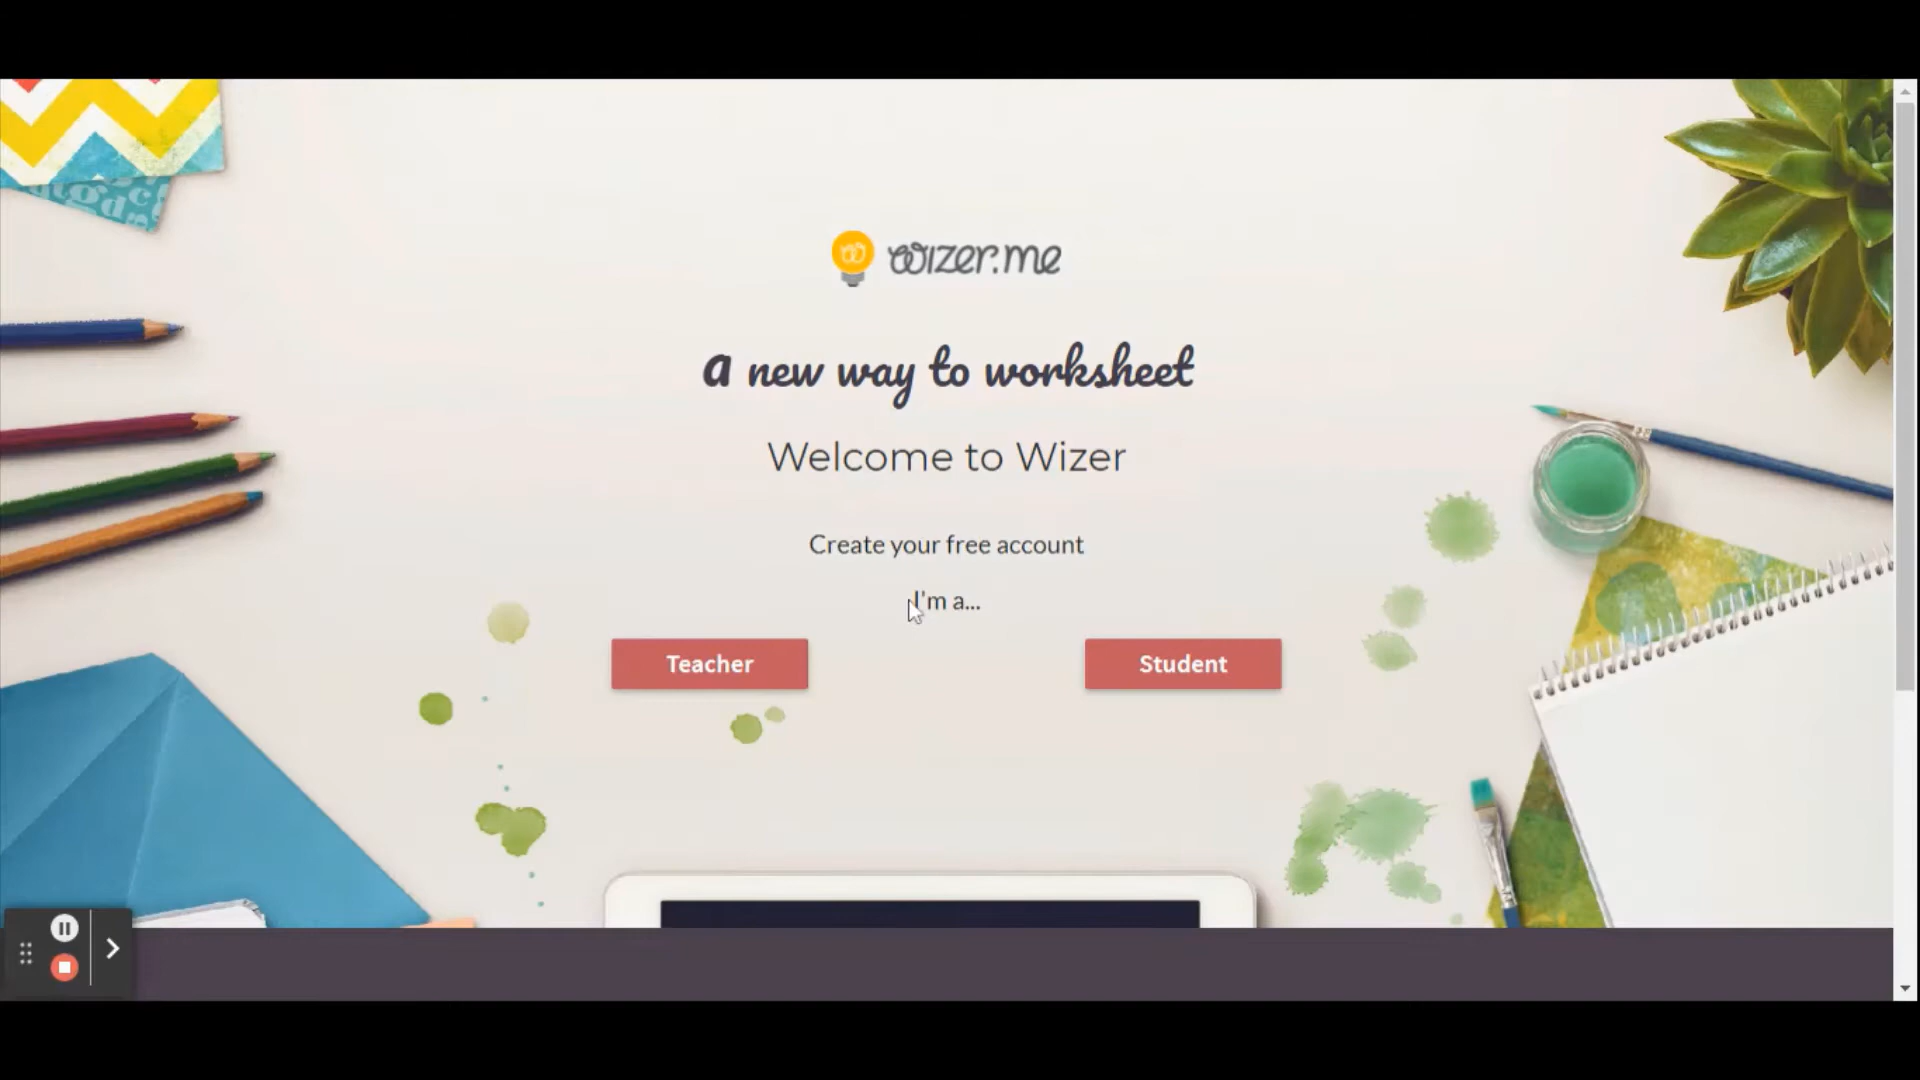 wizer.me
a new way to worksheet
Welcome to Wizer
Create your free account
I'm a...
Teacher
Student